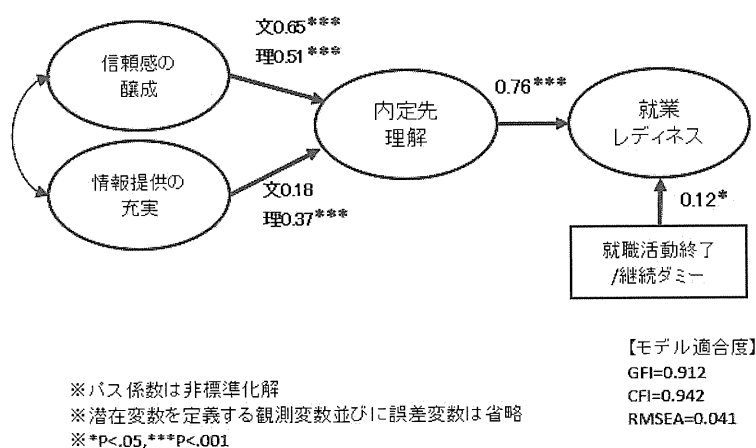 信頼感の
醸成
文0.65***
理0.51***
情報提供の
充実
文0.18
理0.37***
内定先
理解
0.76***
就業
レディネス
0.12*
就職活動終了
/継続ダミー
【モデル適合度】
GFI=0.912
CFI=0.942
RMSEA=0.041
※パス係数は非標準化解
※潜在変数を定義する観測変数並びに誤差変数は省略
※*P<.05,***P<.001